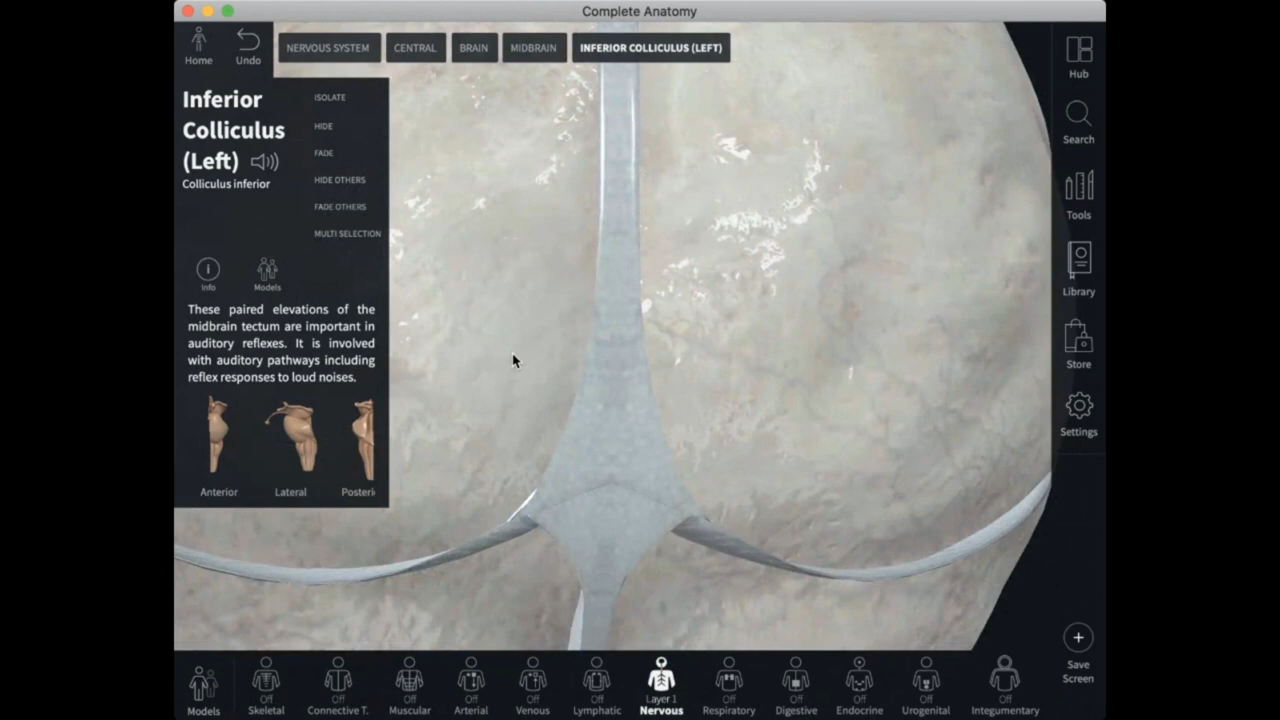 Complete Anatomy
Home
Undo
NERVOUS SYSTEM
CENTRAL
BRAIN
MIDBRAIN
INFERIOR COLLICULUS (LEFT)
Inferior
Colliculus
(Left)
Colliculus inferior
ISOLATE
HIDE
FADE
HIDE OTHERS
FADE OTHERS
MULTI SELECTION
i
Info
Models
These paired elevations of the
midbrain tectum are important in
auditory reflexes. It is involved
with auditory pathways including
reflex responses to loud noises.
Anterior
Lateral
Posteri
Hub
Search
Tools
Library
Store
Settings
Save
Screen
Models
Off
Skeletal
Off
Connective T.
Off
Muscular
Off
Arterial
Off
Venous
Off
Lymphatic
Layer 1
Nervous
Off
Respiratory
Off
Digestive
Off
Endocrine
Off
Urogenital
Off
Integumentary